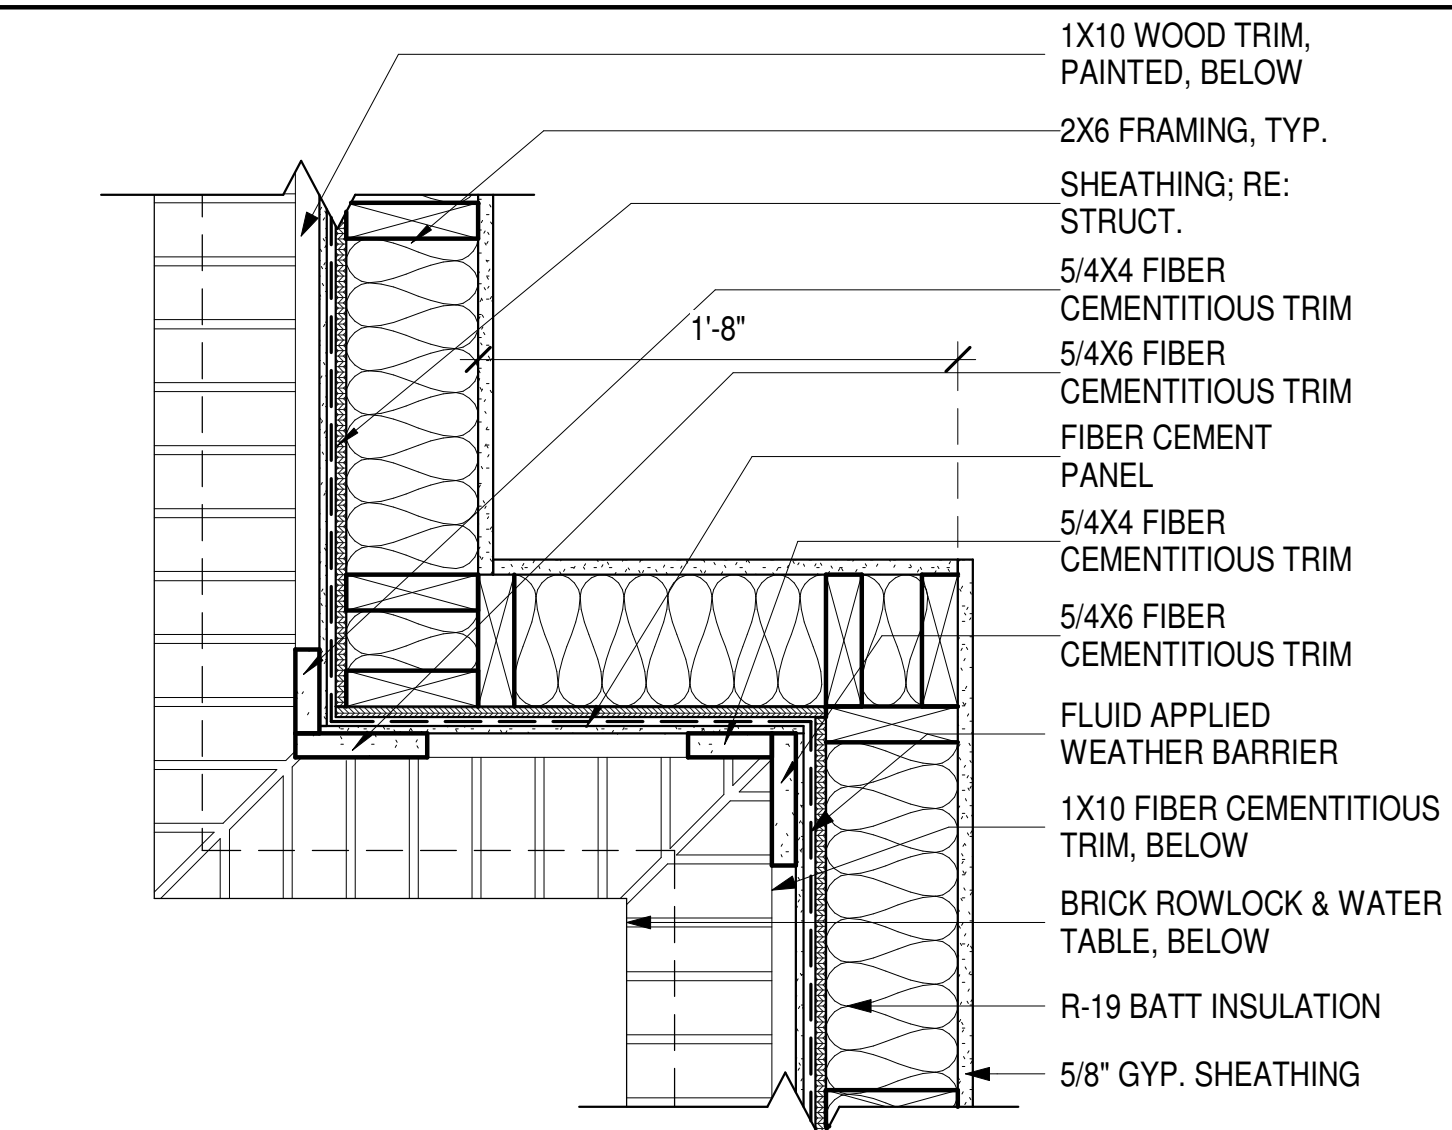 1X10 WOOD TRIM,
PAINTED, BELOW
2X6 FRAMING, TYP.
SHEATHING; RE:
STRUCT.
5/4X4 FIBER
CEMENTITIOUS TRIM
1'-8"
5/4X6 FIBER
CEMENTITIOUS TRIM
FIBER CEMENT
PANEL
5/4X4 FIBER
CEMENTITIOUS TRIM
5/4X6 FIBER
CEMENTITIOUS TRIM
FLUID APPLIED
WEATHER BARRIER
1X10 FIBER CEMENTITIOUS
TRIM, BELOW
BRICK ROWLOCK & WATER
TABLE, BELOW
R-19 BATT INSULATION
5/8" GYP. SHEATHING